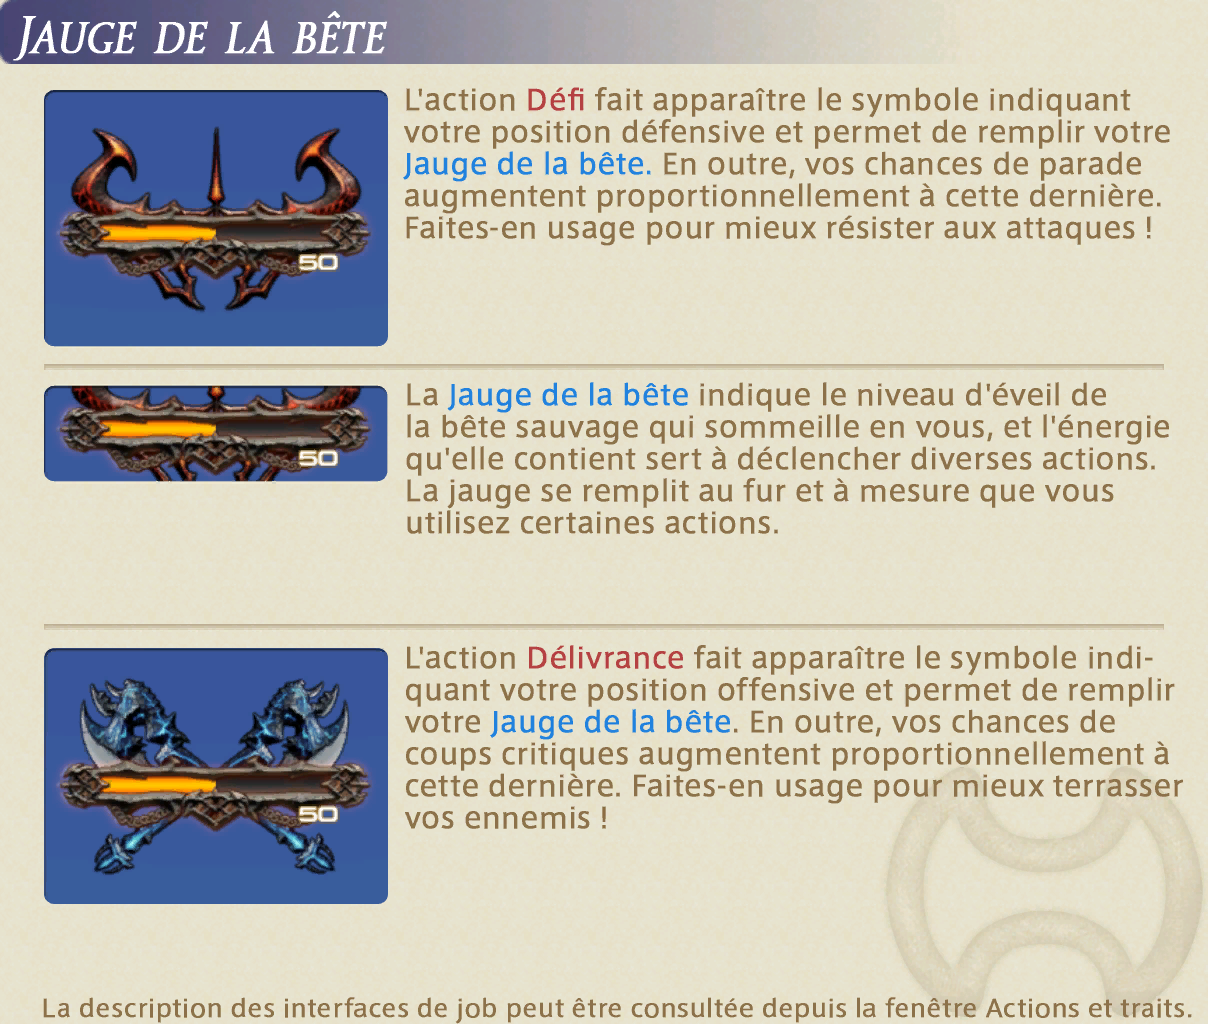 JAUGE DE LA BÊTE
L'action Défi fait apparaître le symbole indiquant
votre position défensive et permet de remplir votre
Jauge de la bête. En outre, vos chances de parade
augmentent proportionnellement à cette dernière.
Faites-en usage pour mieux résister aux attaques !
50
La Jauge de la bête indique le niveau d'éveil de
la bête sauvage qui sommeille en vous, et l'énergie
qu'elle contient sert à déclencher diverses actions.
La jauge se remplit au fur et à mesure que vous
utilisez certaines actions.
50
L'action Délivrance fait apparaître le symbole indi-
quant votre position offensive et permet de remplir
votre Jauge de la bête. En outre, vos chances de
coups critiques augmentent proportionnellement à
cette dernière. Faites-en usage pour mieux terrasser
vos ennemis !
50
La description des interfaces de job peut être consultée depuis la fenêtre Actions et traits.